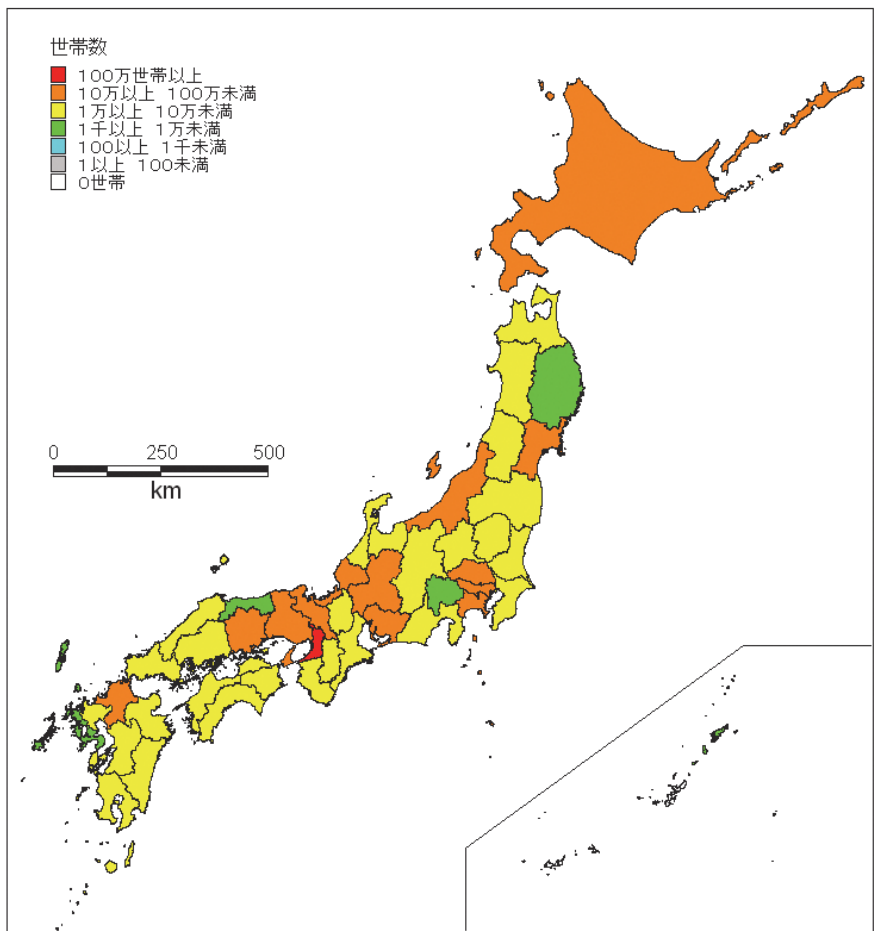 世帯数
100万世帯以上
10万以上 100万未満
1万以上 10万未満
1千以上 1万未満
100以上 1千未満
1以上 100未満
0世帯
0 250 500
km